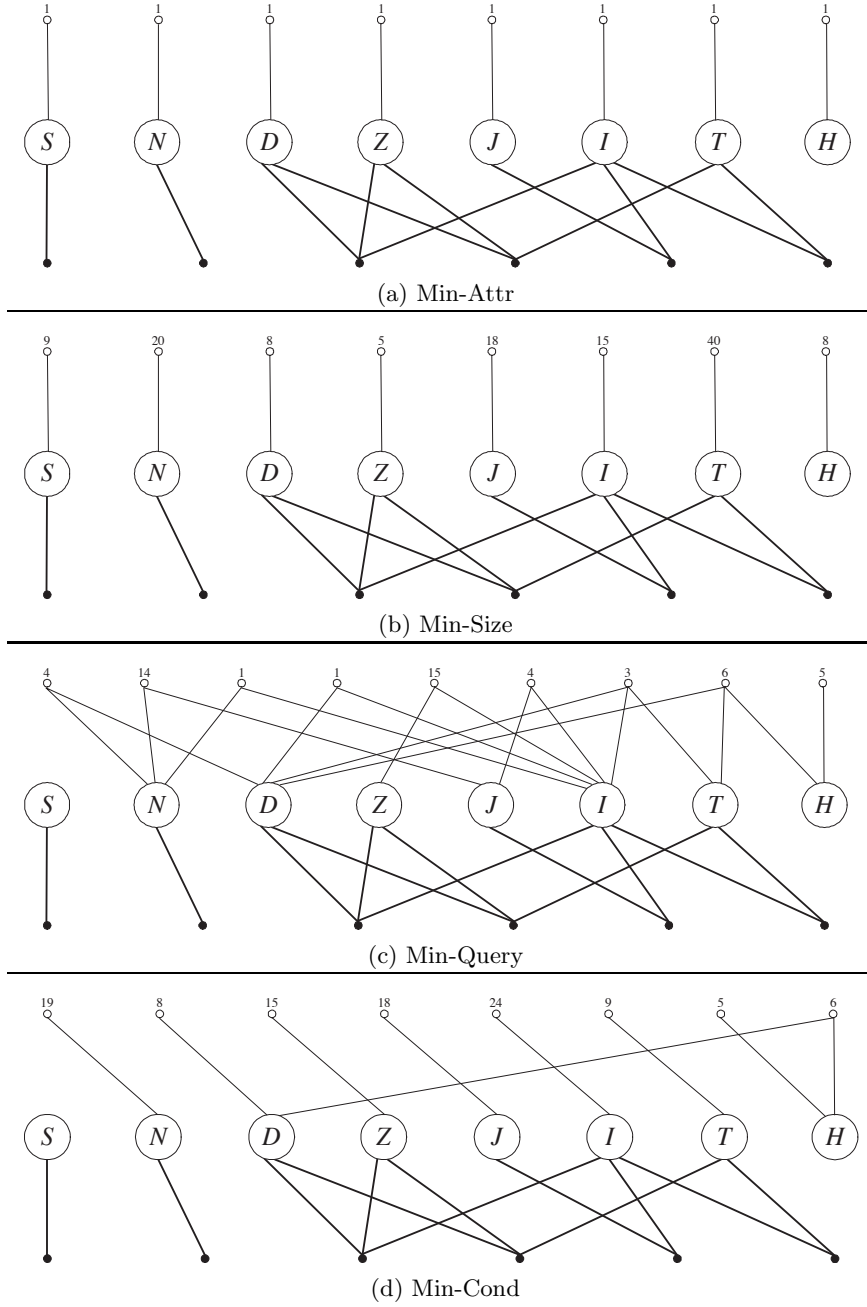 1 1 1 1 1 1 1 1
S N D Z J I T H
(a) Min-Attr
9 20 8 5 18 15 40 8
S N D Z J I T H
(b) Min-Size
4 14 1 1 15 4 3 6 5
S N D Z J I T H
(c) Min-Query
19 8 15 18 24 9 5 6
S N D Z J I T H
(d) Min-Cond